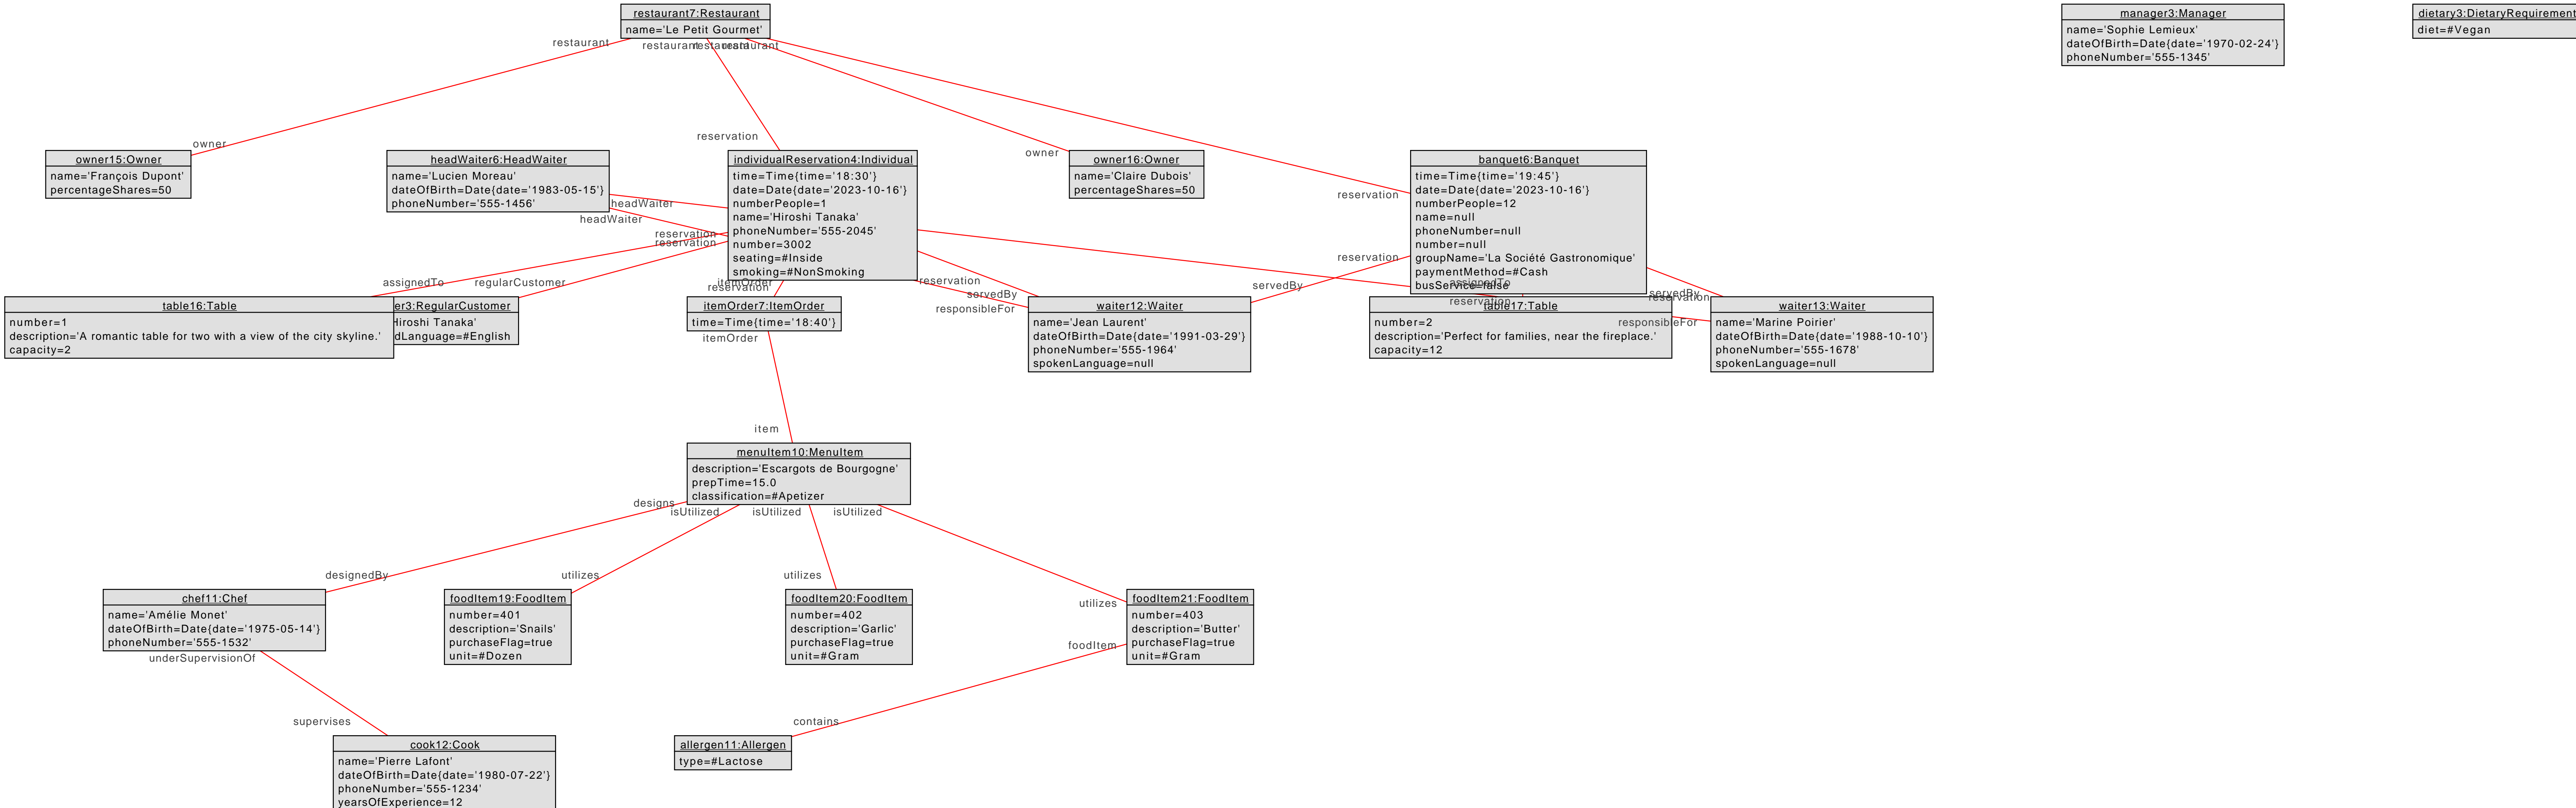 restaurant7:Restaurant
name='Le Petit Gourmet'
manager3:Manager
name='Sophie Lemieux'
dateOfBirth=Date{date='1970-02-24'}
phoneNumber='555-1345'
dietary3:DietaryRequirement
diet=#Vegan
restaurant
restaurant
restaurant
restaurant
owner
reservation
owner
reservation
owner15:Owner
name='François Dupont'
percentageShares=50
headWaiter6:HeadWaiter
name='Lucien Moreau'
dateOfBirth=Date{date='1983-05-15'}
phoneNumber='555-1456'
individualReservation4:Individual
time=Time{time='18:30'}
date=Date{date='2023-10-16'}
numberPeople=1
name='Hiroshi Tanaka'
phoneNumber='555-2045'
number=3002
seating=#Inside
smoking=#NonSmoking
owner16:Owner
name='Claire Dubois'
percentageShares=50
banquet6:Banquet
time=Time{time='19:45'}
date=Date{date='2023-10-16'}
numberPeople=12
name=null
phoneNumber=null
number=null
groupName='La Société Gastronomique'
paymentMethod=#Cash
busService=false
headWaiter
headWaiter
reservation
reservation
assignedTo
regularCustomer
itemOrder
reservation
reservation
servedBy
responsibleFor
reservation
servedBy
assignedTo
reservation
servedBy
reservation
responsibleFor
table16:Table
number=1
description='A romantic table for two with a view of the city skyline.'
capacity=2
er3:RegularCustomer
Hiroshi Tanaka'
dLanguage=#English
itemOrder7:ItemOrder
time=Time{time='18:40'}
itemOrder
waiter12:Waiter
name='Jean Laurent'
dateOfBirth=Date{date='1991-03-29'}
phoneNumber='555-1964'
spokenLanguage=null
table17:Table
number=2
description='Perfect for families, near the fireplace.'
capacity=12
waiter13:Waiter
name='Marine Poirier'
dateOfBirth=Date{date='1988-10-10'}
phoneNumber='555-1678'
spokenLanguage=null
item
menuItem10:MenuItem
description='Escargots de Bourgogne'
prepTime=15.0
classification=#Apetizer
designs
isUtilized
isUtilized
isUtilized
designedBy
utilizes
utilizes
utilizes
chef11:Chef
name='Amélie Monet'
dateOfBirth=Date{date='1975-05-14'}
phoneNumber='555-1532'
foodItem19:FoodItem
number=401
description='Snails'
purchaseFlag=true
unit=#Dozen
foodItem20:FoodItem
number=402
description='Garlic'
purchaseFlag=true
unit=#Gram
foodItem21:FoodItem
number=403
description='Butter'
purchaseFlag=true
unit=#Gram
underSupervisionOf
foodItem
supervises
contains
cook12:Cook
name='Pierre Lafont'
dateOfBirth=Date{date='1980-07-22'}
phoneNumber='555-1234'
yearsOfExperience=12
allergen11:Allergen
type=#Lactose